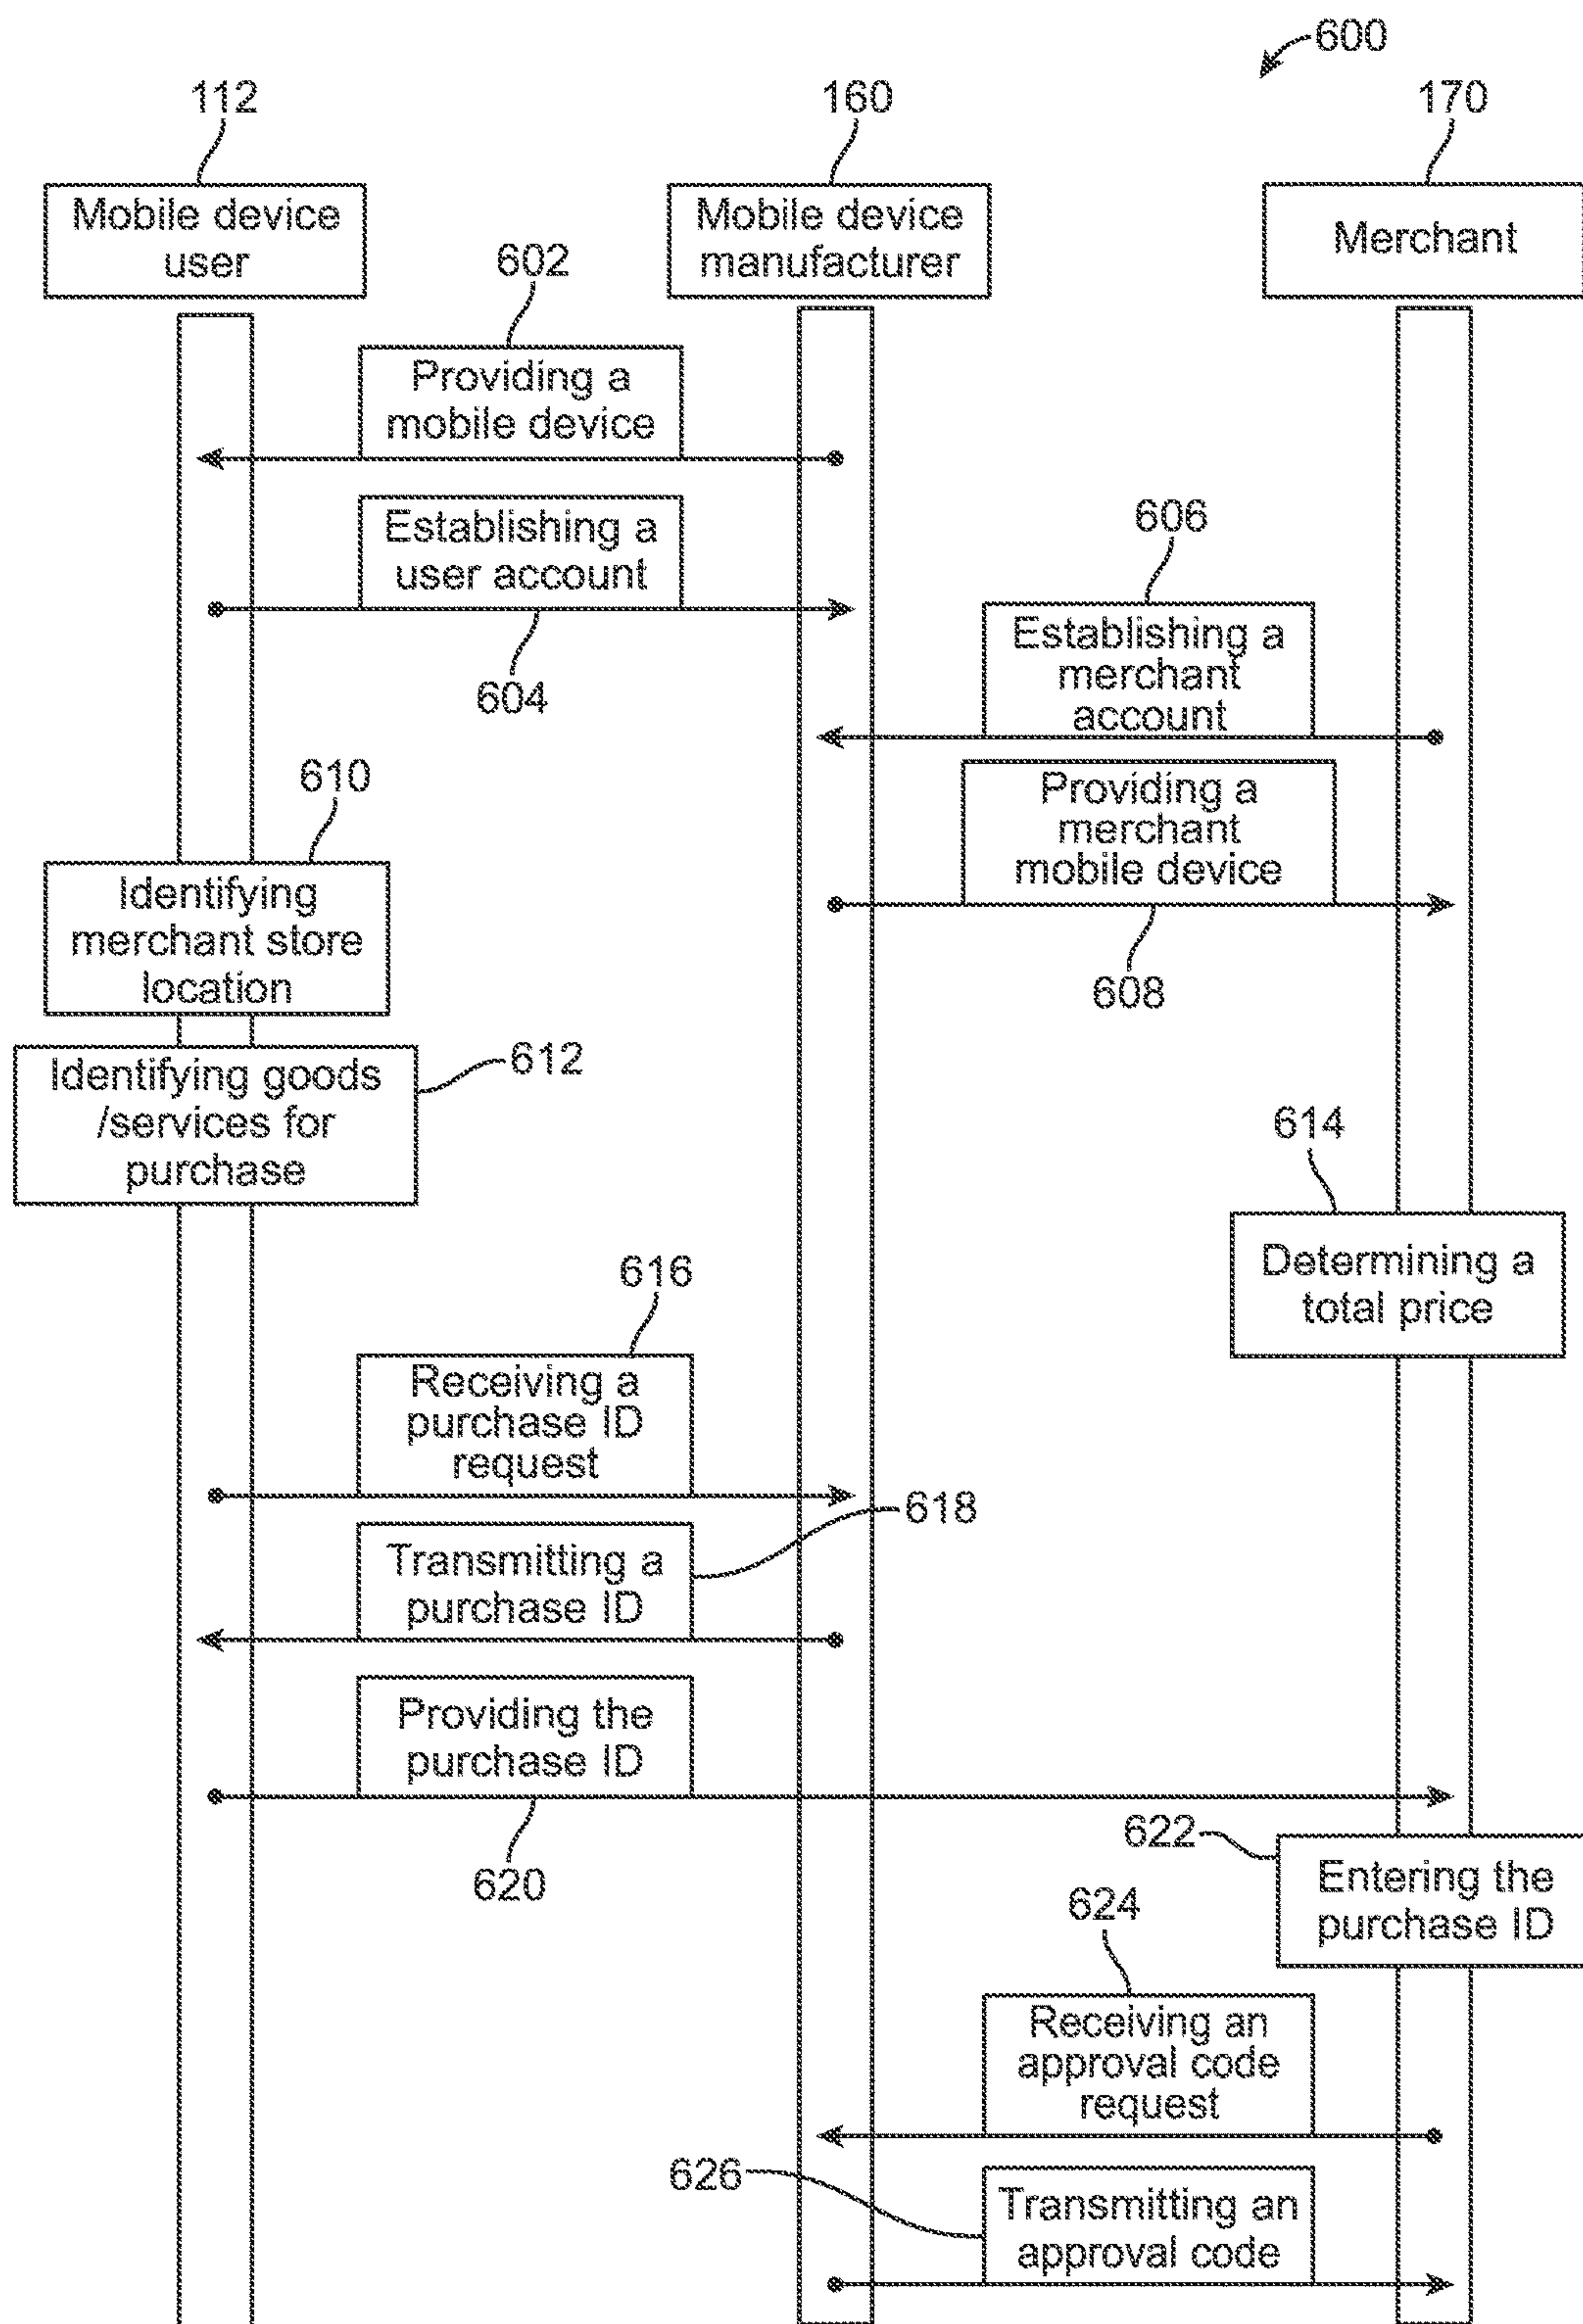 600
112
160
170
Mobile device
user
Mobile device
manufacturer
Merchant
602
Providing a
mobile device
Establishing a
user account
604
606
Establishing a
merchant
account
Providing a
merchant
mobile device
608
610
Identifying
merchant store
location
Identifying goods
/services for
purchase
612
614
Determining a
total price
616
Receiving a
purchase ID
request
618
Transmitting a
purchase ID
Providing the
purchase ID
620
622
Entering the
purchase ID
624
Receiving an
approval code
request
626
Transmitting an
approval code